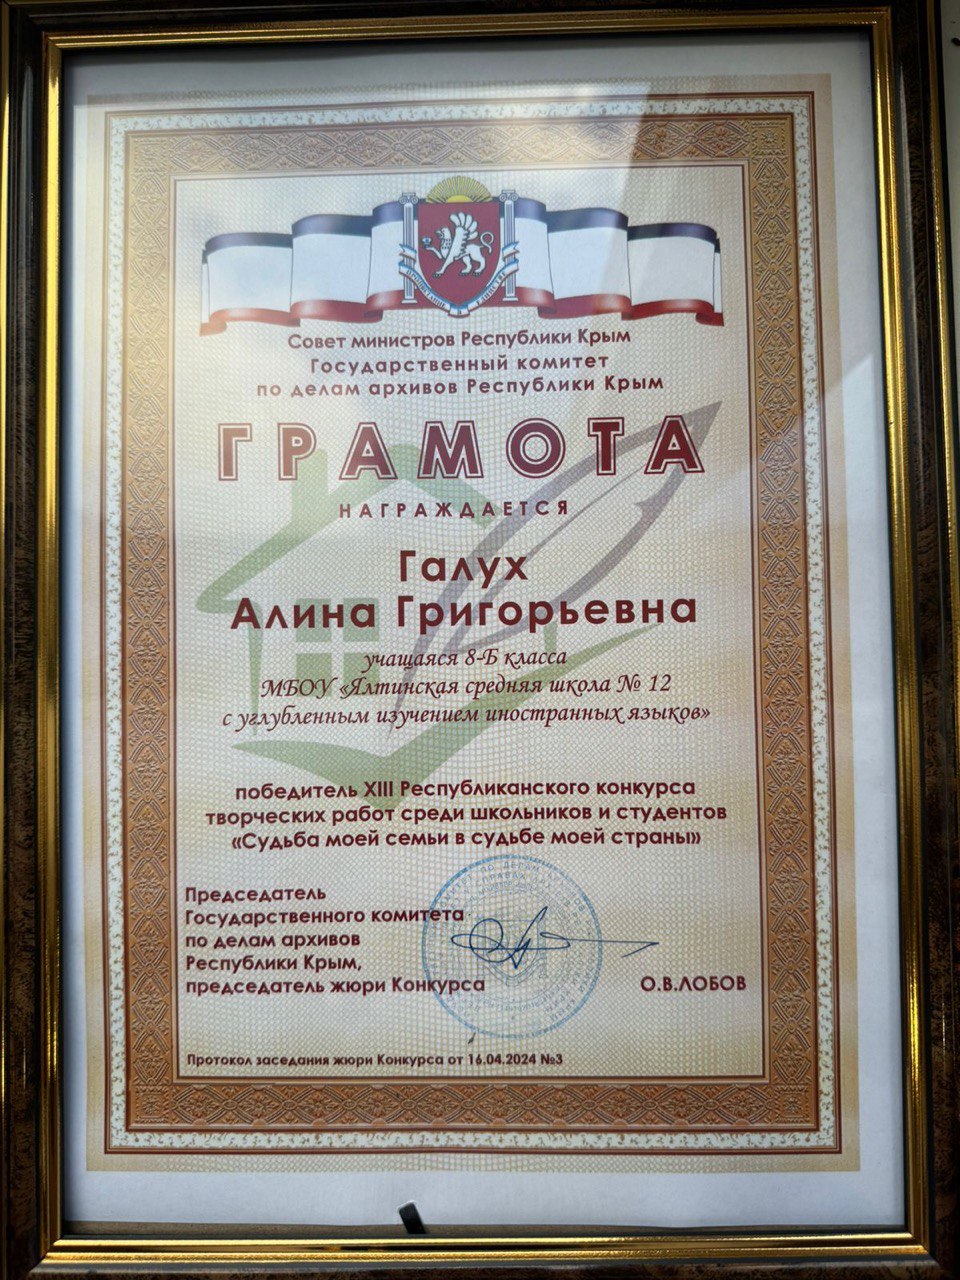 ПРОЦВЕТАНИЕ В ЕДИНСТВЕ
Совет министров Республики Крым
Государственный комитет
по делам архивов Республики Крым
ГРАМОТА
НАГРАЖДАЕТСЯ
Галух
Алина Григорьевна
учащаяся 8-Б класса
МБОУ «Ялтинская средняя школа № 12
с углубленным изучением иностранных языков»
победитель XIII Республиканского конкурса
творческих работ среди школьников и студентов
«Судьба моей семьи в судьбе моей страны»
Председатель
Государственного комитета
по делам архивов
Республики Крым,
председатель жюри Конкурса
О.В.ЛОБОВ
Протокол заседания жюри Конкурса от 16.04.2024 №3